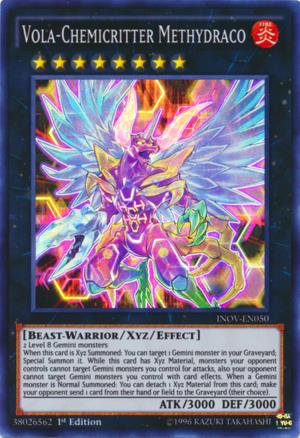 VOLA-CHEMICRITTER METHYDRACO
FIRE
炎
INOV-EN050
[Beast-Warrior/Xyz/Effect]
2 Level 8 Gemini monsters
When this card is Xyz Summoned: You can target 1 Gemini monster in your Graveyard;
Special Summon it. While this card has Xyz Material, monsters your opponent
controls cannot target Gemini monsters you control for attacks, also your opponent
cannot target Gemini monsters you control with card effects. When a Gemini
monster is Normal Summoned: You can detach 1 Xyz Material from this card; make
your opponent send 1 card from their hand or field to the Graveyard (their choice).
ATK/3000 DEF/3000
38026562 1st Edition ©1996 KAZUKI TAKAHASHI